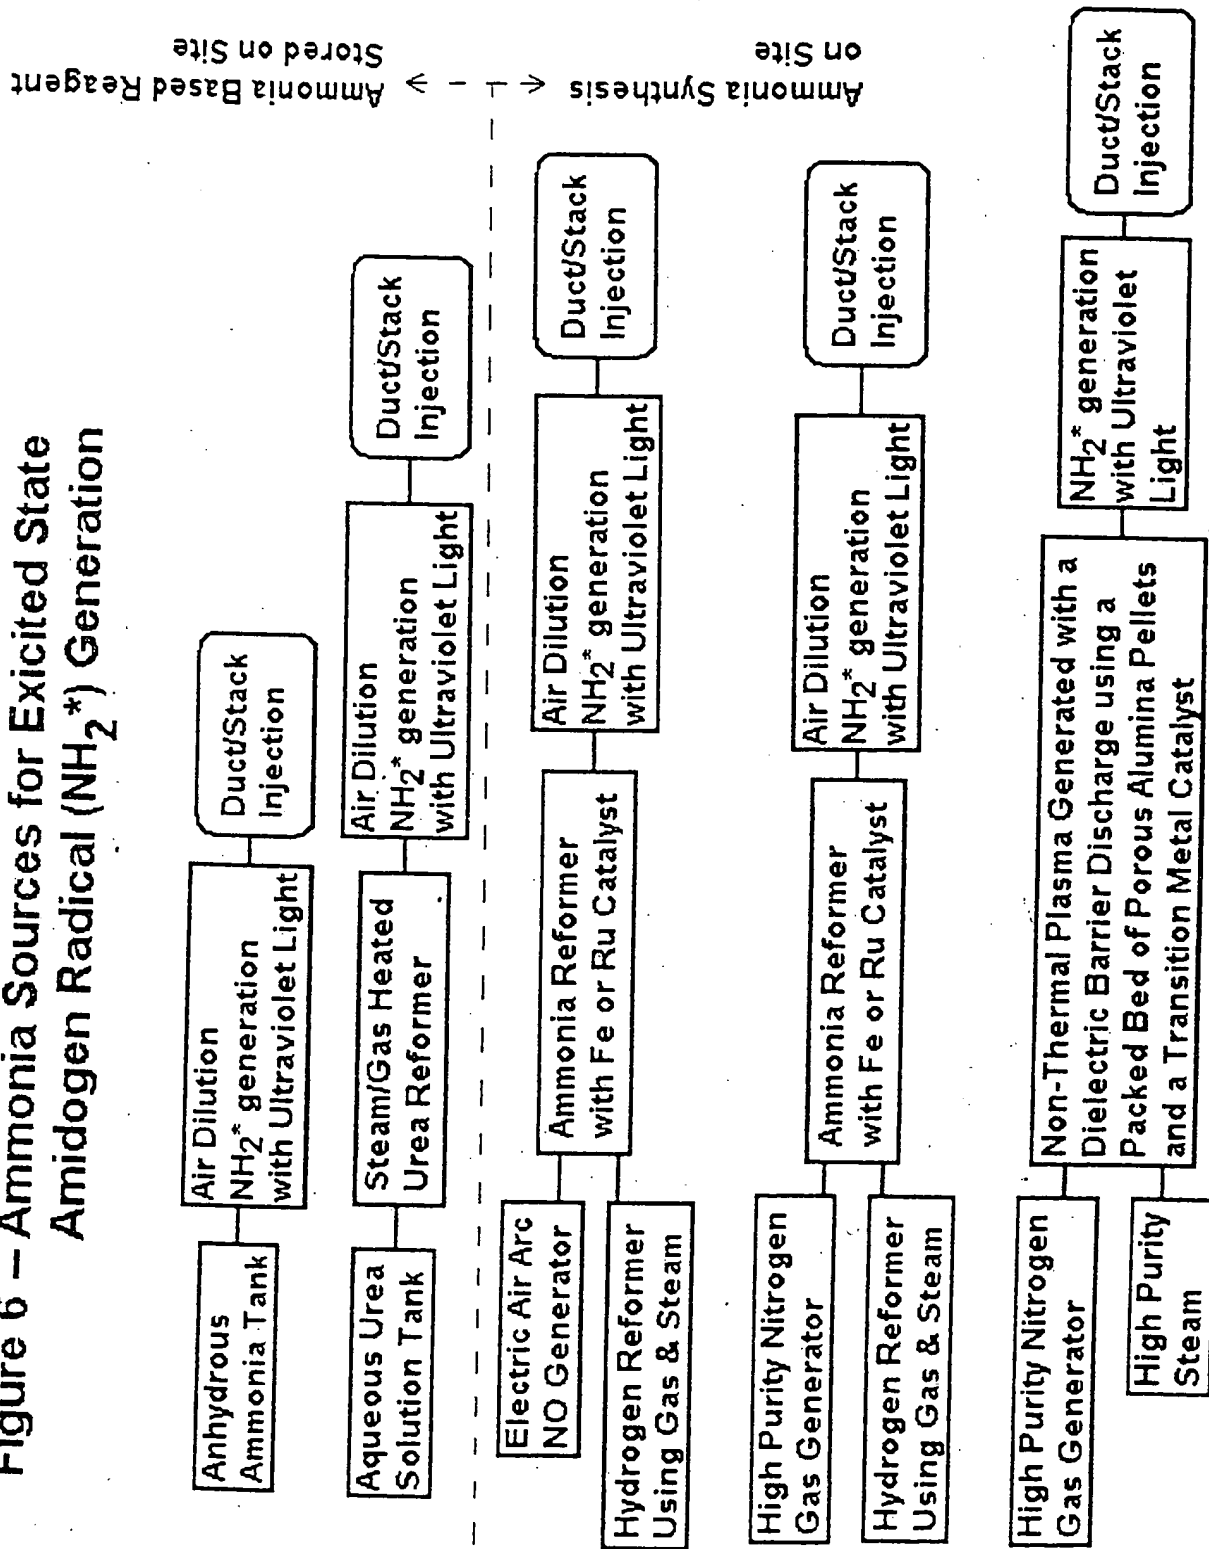 Figure 6 – Ammonia Sources for Exicited State
Amidogen Radical (NH2*) Generation
Anhydrous
Ammonia Tank
Air Dilution
NH2* generation
with Ultraviolet Light
Duct/Stack
Injection
Aqueous Urea
Solution Tank
Steam/Gas Heated
Urea Reformer
Air Dilution
NH2* generation
with Ultraviolet Light
Duct/Stack
Injection
Ammonia Based Reagent
Stored on Site
Ammonia Synthesis
on Site
Electric Air Arc
NO Generator
Hydrogen Reformer
Using Gas & Steam
Ammonia Reformer
with Fe or Ru Catalyst
Air Dilution
NH2* generation
with Ultraviolet Light
Duct/Stack
Injection
High Purity Nitrogen
Gas Generator
Hydrogen Reformer
Using Gas & Steam
Ammonia Reformer
with Fe or Ru Catalyst
Air Dilution
NH2* generation
with Ultraviolet Light
Duct/Stack
Injection
High Purity Nitrogen
Gas Generator
High Purity
Steam
Non-Thermal Plasma Generated with a
Dielectric Barrier Discharge using a
Packed Bed of Porous Alumina Pellets
and a Transition Metal Catalyst
NH2* generation
with Ultraviolet
Light
Duct/Stack
Injection